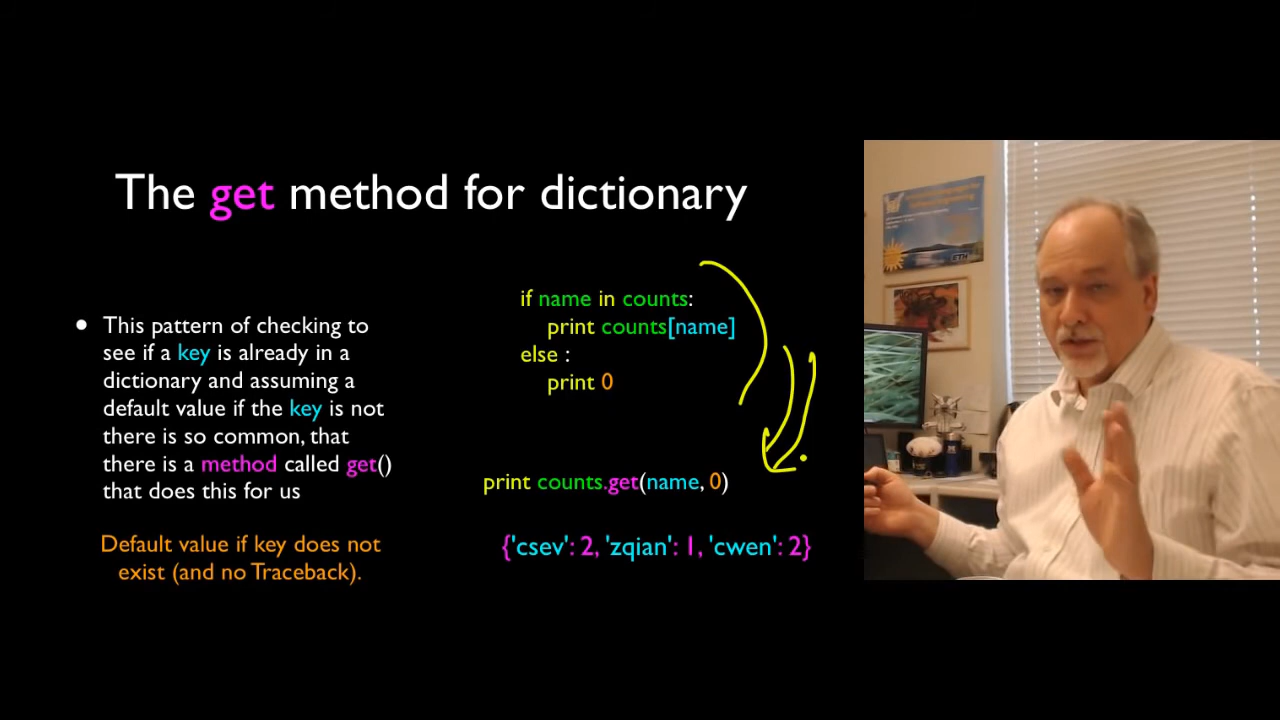 The get method for dictionary
This pattern of checking to
see if a key is already in a
dictionary and assuming a
default value if the key is not
there is so common, that
there is a method called get()
that does this for us
Default value if key does not
exist (and no Traceback).
if name in counts:
print counts[name]
else :
print 0
print counts.get(name, 0)
{'csev': 2, 'zqian': 1, 'cwen': 2}
ETH